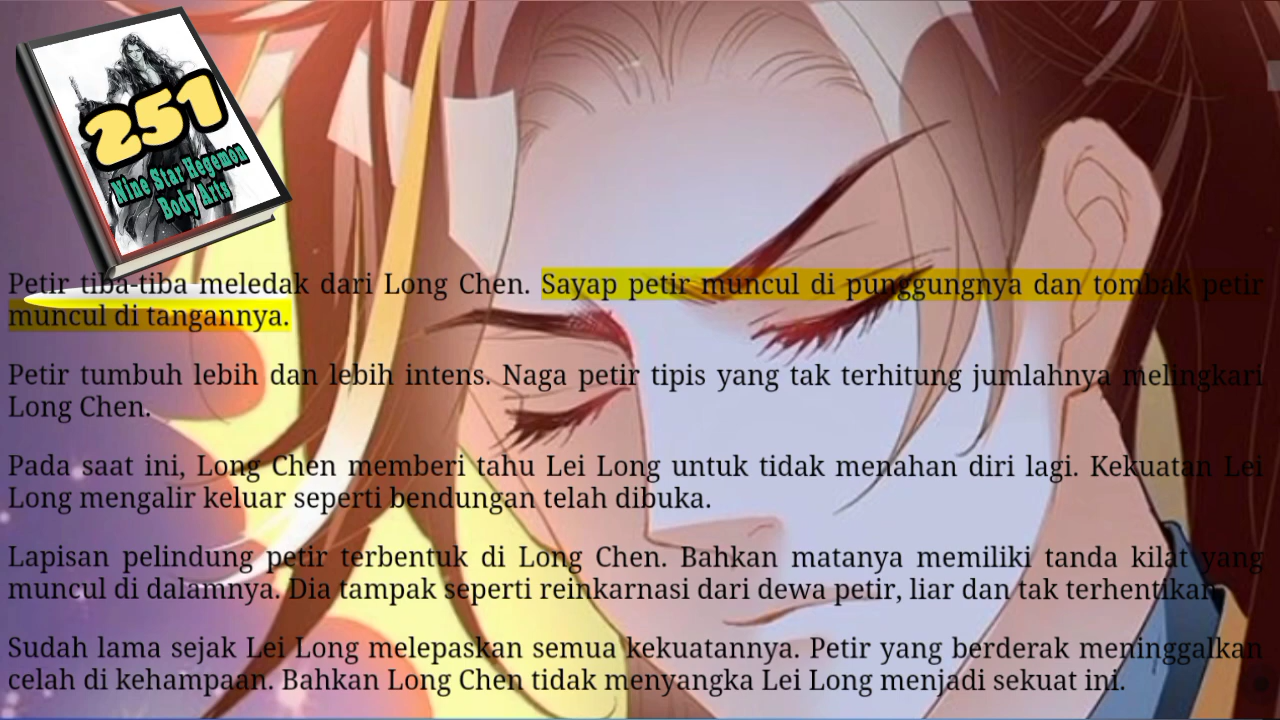 251
Nine Star Hegemon
Body Arts
Petir tiba-tiba meledak dari Long Chen. Sayap petir muncul di punggungnya dan tombak petir
muncul di tangannya.
Petir tumbuh lebih dan lebih intens. Naga petir tipis yang tak terhitung jumlahnya melingkari
Long Chen.
Pada saat ini, Long Chen memberi tahu Lei Long untuk tidak menahan diri lagi. Kekuatan Lei
Long mengalir keluar seperti bendungan telah dibuka.
Lapisan pelindung petir terbentuk di Long Chen. Bahkan matanya memiliki tanda kilat yang
muncul di dalamnya. Dia tampak seperti reinkarnasi dari dewa petir, liar dan tak terhentikan.
Sudah lama sejak Lei Long melepaskan semua kekuatannya. Petir yang berderak meninggalkan
celah di kehampaan. Bahkan Long Chen tidak menyangka Lei Long menjadi sekuat ini.